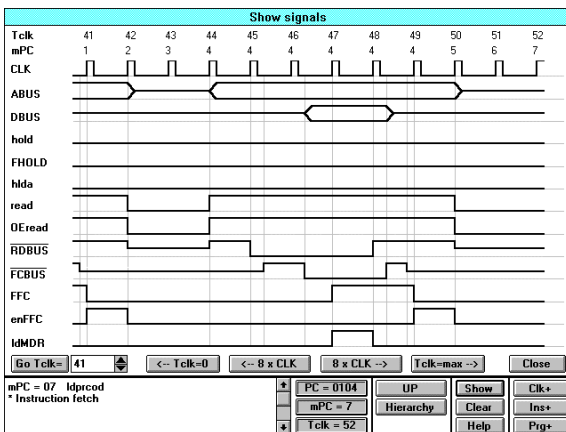 Show signals
Tclk 41 42 43 44 45 46 47 48 49 50 51 52
mPC 1 2 3 4 4 4 4 4 4 5 6 7
CLK
ABUS
DBUS
hold
FHOLD
hlda
read
OEread
RDBUS
FCBUS
FFC
enFFC
ldMDR
Go Tclk= 41 <-- Tclk=0 <-- 8 x CLK 8 x CLK --> Tclk=max --> Close
mPC = 07 ldprcod PC = 0104 UP Show Clk+
* Instruction fetch mPC = 7 Hierarchy Clear Ins+
Tclk = 52 Help Prg+